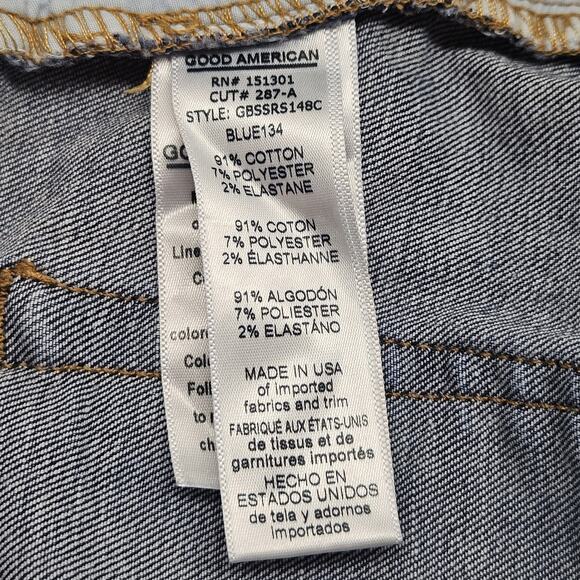 GOOD AMERICAN
RN# 151301
CUT# 287-A
STYLE: GBSSRS148C
BLUE134
91% COTTON
7% POLYESTER
2% ELASTANE
91% COTON
7% POLYESTER
2% ÉLASTHANNE
91% ALGODÓN
7% POLIESTER
2% ELASTÁNO
MADE IN USA
of imported
fabrics and trim
FABRIQUÉ AUX ÉTATS-UNIS
de tissus et de
garnitures importés
HECHO EN
ESTADOS UNIDOS
de tela y adornos
importados